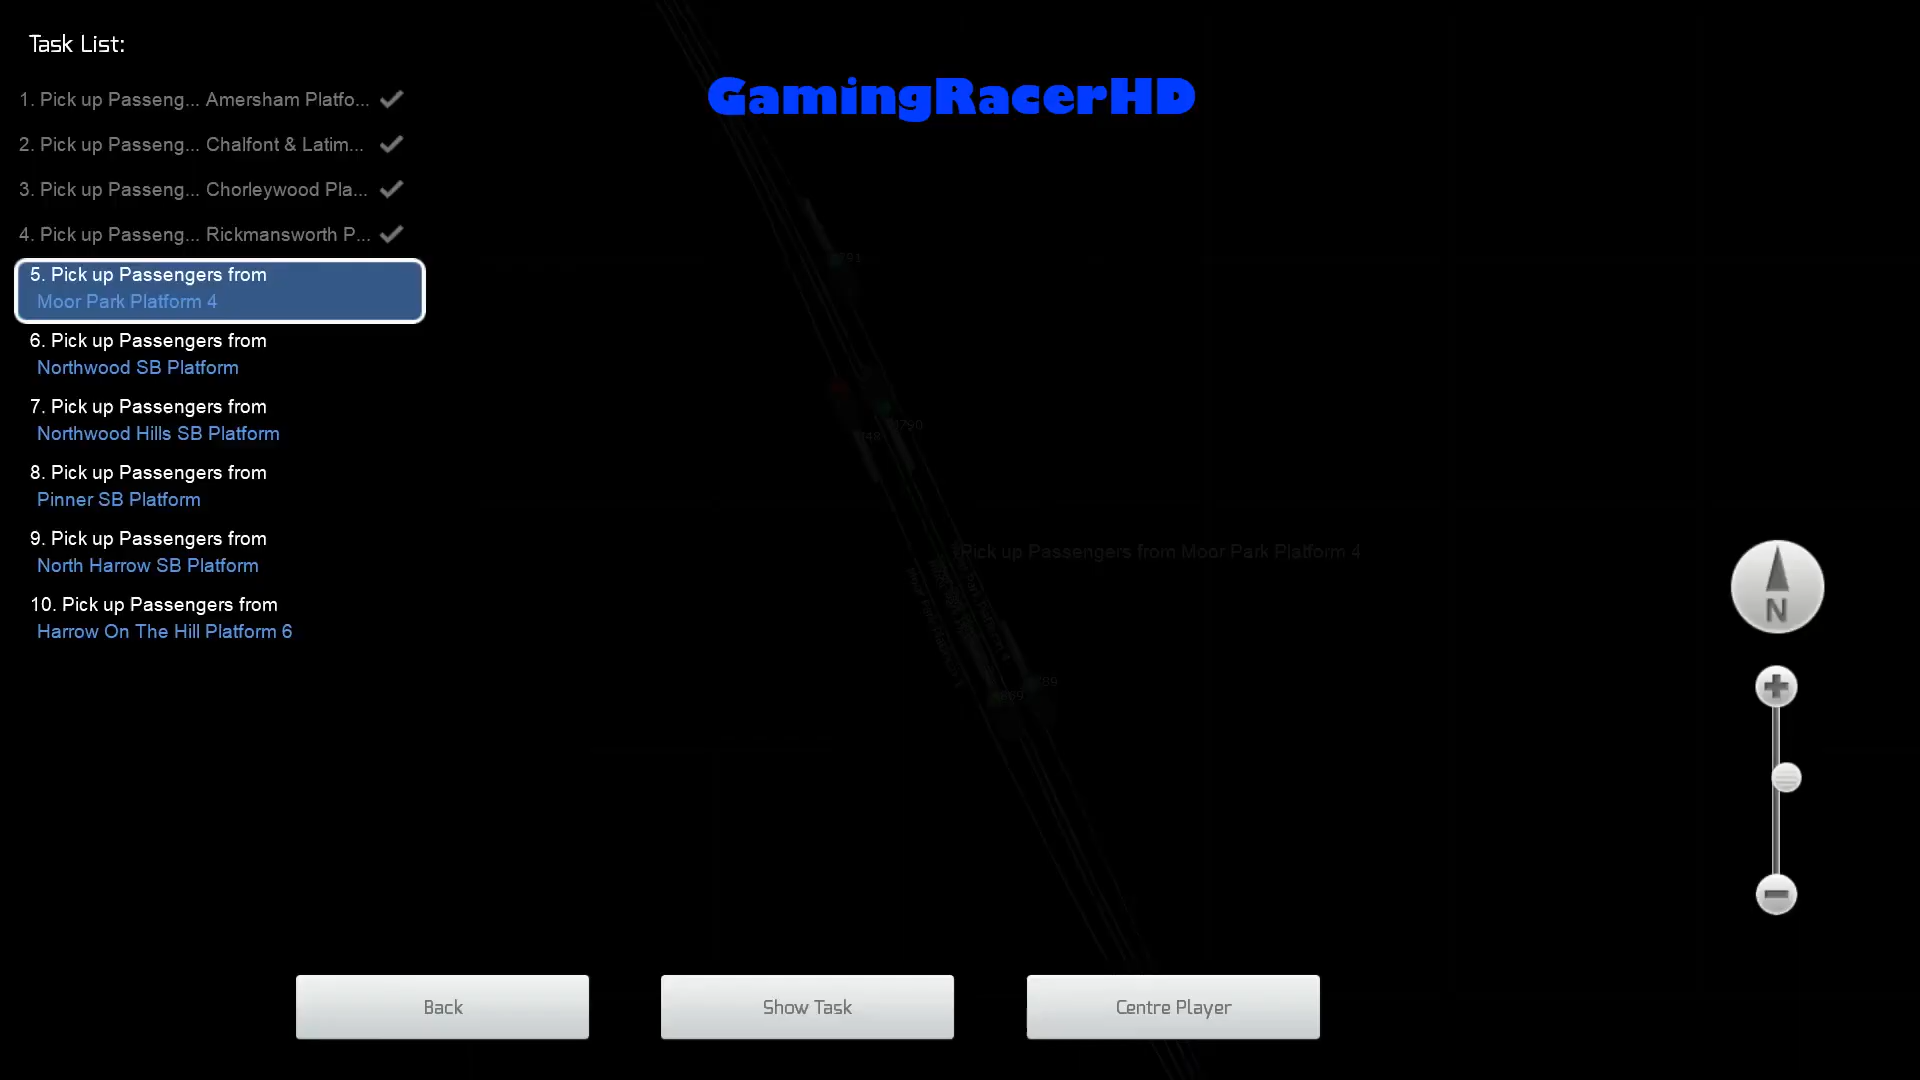 Task List:
GamingRacerHD
1. Pick up Passeng... Amersham Platfo...
2. Pick up Passeng... Chalfont & Latim...
3. Pick up Passeng... Chorleywood Pla...
4. Pick up Passeng... Rickmansworth P...
5. Pick up Passengers from
Moor Park Platform 4
6. Pick up Passengers from
Northwood SB Platform
7. Pick up Passengers from
Northwood Hills SB Platform
8. Pick up Passengers from
Pinner SB Platform
9. Pick up Passengers from
North Harrow SB Platform
10. Pick up Passengers from
Harrow On The Hill Platform 6
Pick up Passengers from Moor Park Platform 4
N
Back
Show Task
Centre Player